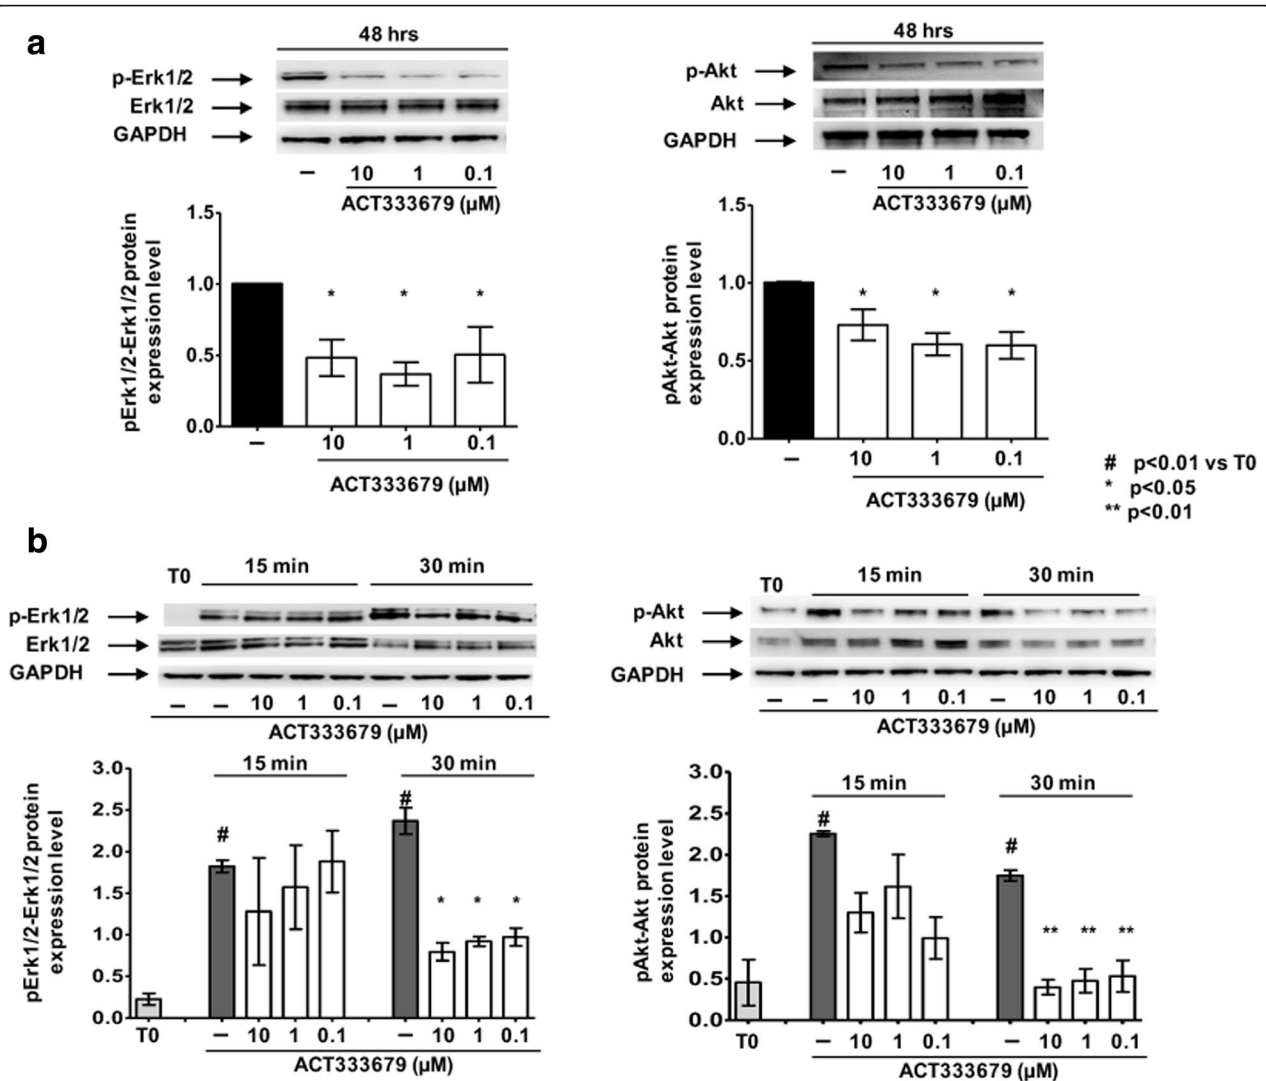 a
48 hrs
p-Erk1/2
Erk1/2
GAPDH
– 10 1 0.1
ACT333679 (µM)
pErk1/2-Erk1/2 protein
expression level
1.5
1.0
0.5
0.0
* * *
– 10 1 0.1
ACT333679 (µM)
48 hrs
p-Akt
Akt
GAPDH
– 10 1 0.1
ACT333679 (µM)
pAkt-Akt protein
expression level
1.5
1.0
0.5
0.0
* * *
– 10 1 0.1
ACT333679 (µM)
# p<0.01 vs T0
* p<0.05
** p<0.01
b
T0 15 min 30 min
p-Erk1/2
Erk1/2
GAPDH
– – 10 1 0.1 – 10 1 0.1
ACT333679 (µM)
15 min 30 min
pErk1/2-Erk1/2 protein
expression level
3.0
2.5
2.0
1.5
1.0
0.5
0.0
# #
* * *
T0 – 10 1 0.1 – 10 1 0.1
ACT333679 (µM)
T0 15 min 30 min
p-Akt
Akt
GAPDH
– – 10 1 0.1 – 10 1 0.1
ACT333679 (µM)
15 min 30 min
pAkt-Akt protein
expression level
3.0
2.5
2.0
1.5
1.0
0.5
0.0
# #
** ** **
T0 – 10 1 0.1 – 10 1 0.1
ACT333679 (µM)